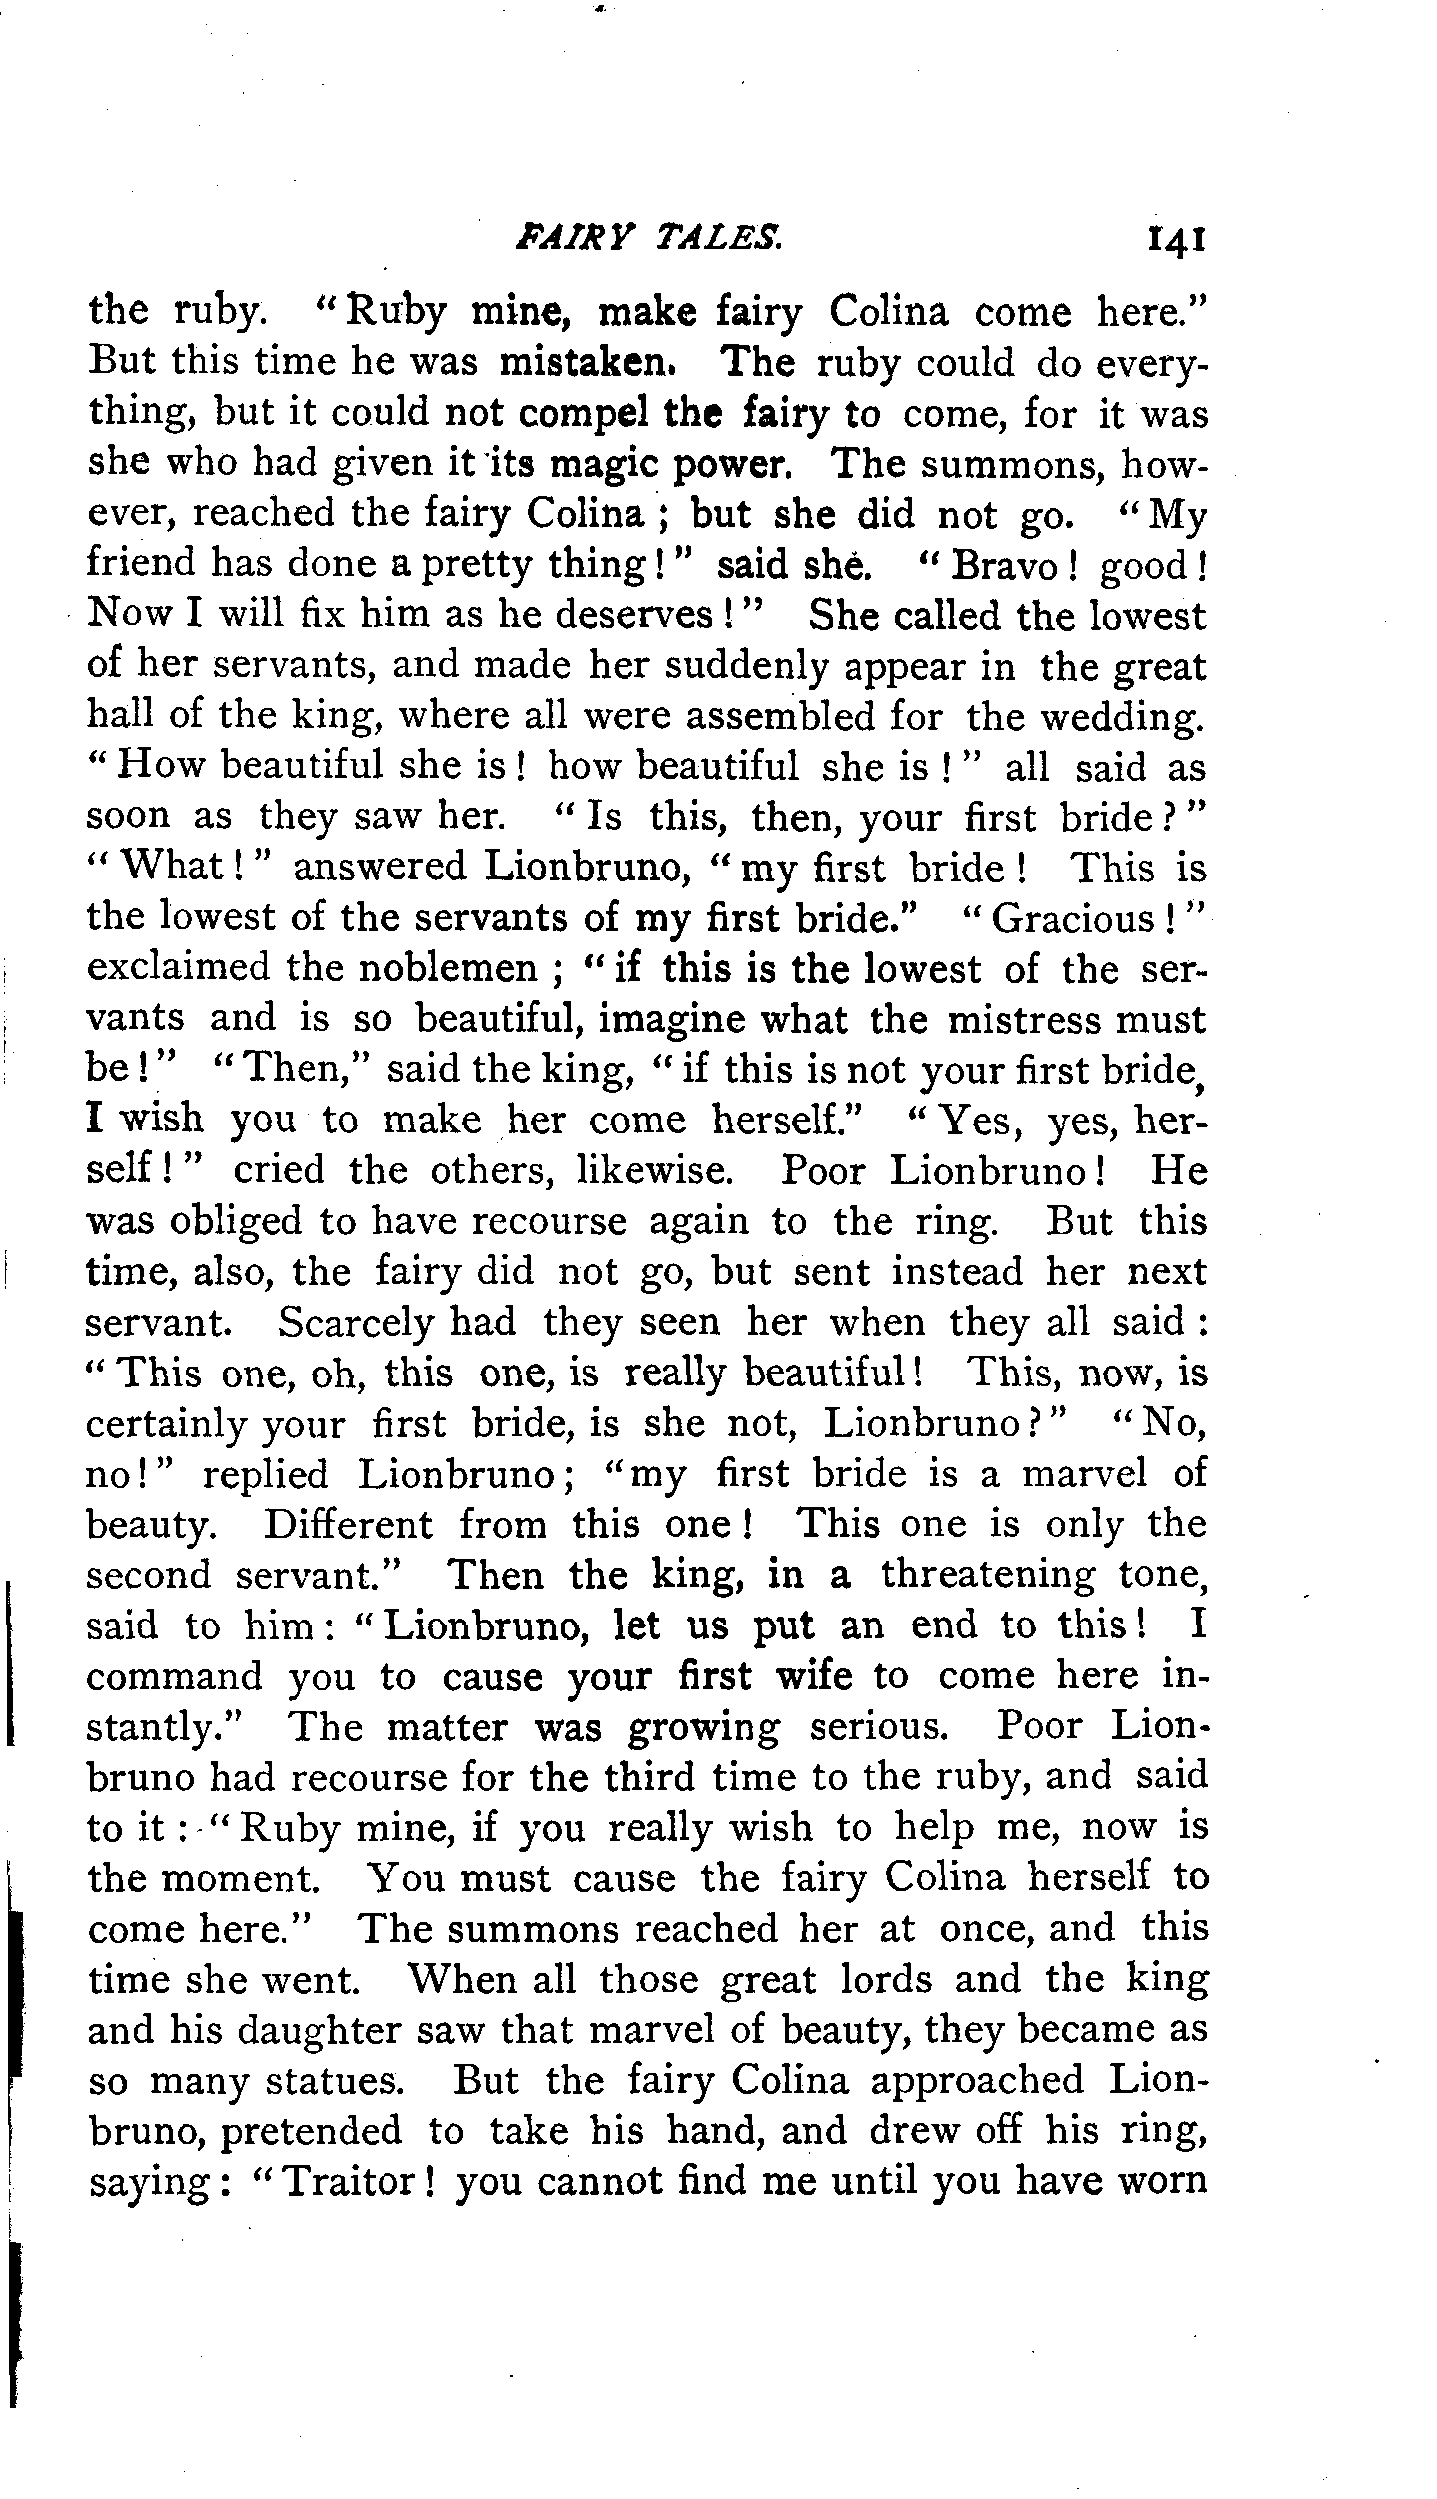 FAIRY TALES. 141
the ruby. "Ruby mine, make fairy Colina come here."
But this time he was mistaken. The ruby could do every-
thing, but it could not compel the fairy to come, for it was
she who had given it its magic power. The summons, how-
ever, reached the fairy Colina; but she did not go. "My
friend has done a pretty thing!" said she. "Bravo! good!
Now I will fix him as he deserves!" She called the lowest
of her servants, and made her suddenly appear in the great
hall of the king, where all were assembled for the wedding.
"How beautiful she is! how beautiful she is!" all said as
soon as they saw her. "Is this, then, your first bride?"
"What!" answered Lionbruno, "my first bride! This is
the lowest of the servants of my first bride." "Gracious!"
exclaimed the noblemen; "if this is the lowest of the ser-
vants and is so beautiful, imagine what the mistress must
be!" "Then," said the king, "if this is not your first bride,
I wish you to make her come herself." "Yes, yes, her-
self!" cried the others, likewise. Poor Lionbruno! He
was obliged to have recourse again to the ring. But this
time, also, the fairy did not go, but sent instead her next
servant. Scarcely had they seen her when they all said:
"This one, oh, this one, is really beautiful! This, now, is
certainly your first bride, is she not, Lionbruno?" "No,
no!" replied Lionbruno; "my first bride is a marvel of
beauty. Different from this one! This one is only the
second servant." Then the king, in a threatening tone,
said to him: "Lionbruno, let us put an end to this! I
command you to cause your first wife to come here in-
stantly." The matter was growing serious. Poor Lion-
bruno had recourse for the third time to the ruby, and said
to it: "Ruby mine, if you really wish to help me, now is
the moment. You must cause the fairy Colina herself to
come here." The summons reached her at once, and this
time she went. When all those great lords and the king
and his daughter saw that marvel of beauty, they became as
so many statues. But the fairy Colina approached Lion-
bruno, pretended to take his hand, and drew off his ring,
saying: "Traitor! you cannot find me until you have worn